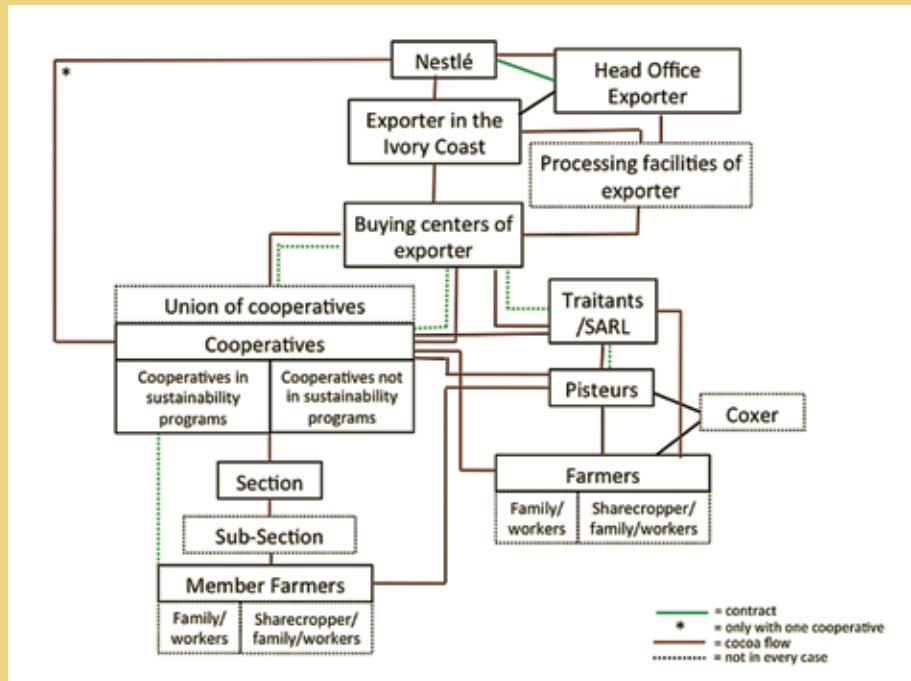 *
Nestlé
Head Office
Exporter
Exporter in the
Ivory Coast
Processing facilities of
exporter
Buying centers of
exporter
Union of cooperatives
Cooperatives
Cooperatives in
sustainability
programs
Cooperatives not
in sustainability
programs
Traitants
/SARL
Pisteurs
Coxer
Farmers
Family/
workers
Sharecropper/
family/workers
Section
Sub-Section
Member Farmers
Family/
workers
Sharecropper/
family/workers
= contract
* = only with one cooperative
= cocoa flow
= not in every case